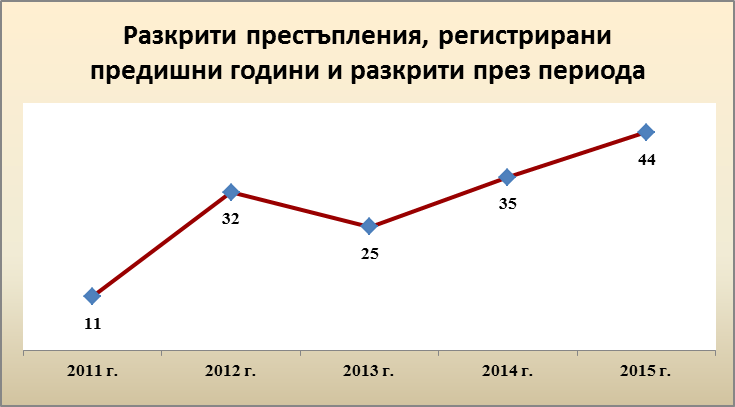 Разкрити престъпления, регистрирани
предишни години и разкрити през периода
44
35
32
25
11
2011 г.
2012 г.
2013 г.
2014 г.
2015 г.